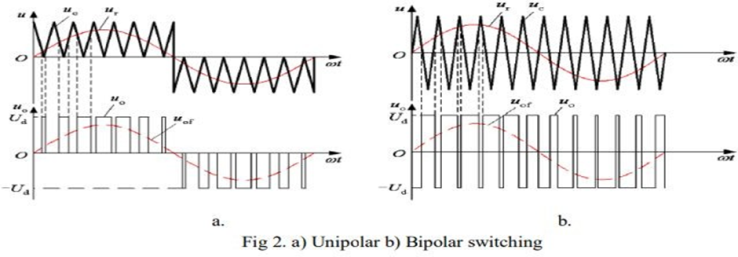 u u_c u_r
O ωt
u_o u_o
U_d u_of
O ωt
-U_d
a.
u u_r u_c
O ωt
u_o u_of u_o
U_d
O ωt
-U_d
b.
Fig 2. a) Unipolar b) Bipolar switching